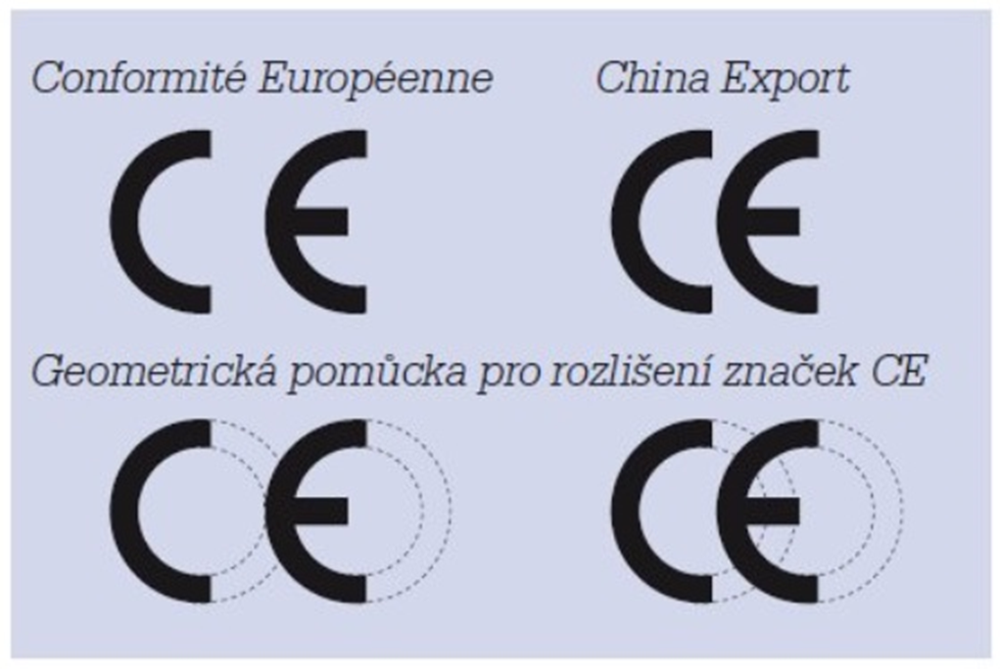 Conformité Européenne
China Export
CE
CE
Geometrická pomůcka pro rozlišení značek CE
CE
CE